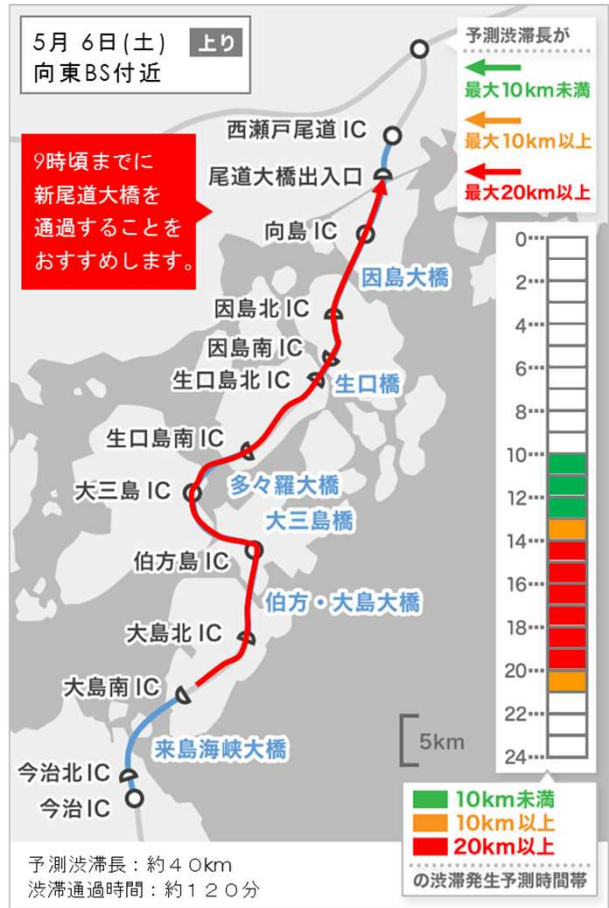 5月 6日(土) 上り
向東BS付近
予測渋滞長が
最大10km未満
最大10km以上
最大20km以上
9時頃までに
新尾道大橋を
通過することを
おすすめします。
西瀬戸尾道 IC
尾道大橋出入口
向島 IC
因島大橋
因島北 IC
因島南 IC
生口島北 IC
生口橋
生口島南 IC
大三島 IC
多々羅大橋
大三島橋
伯方島 IC
伯方・大島大橋
大島北 IC
大島南 IC
来島海峡大橋
今治北 IC
今治 IC
5km
0
2
4
6
8
10
12
14
16
18
20
22
24
10km未満
10km以上
20km以上
の渋滞発生予測時間帯
予測渋滞長：約４０km
渋滞通過時間：約１２０分